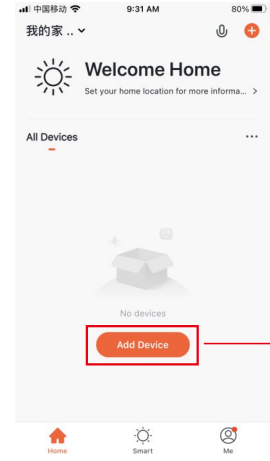 中国移动 9:31 AM 80%
我的家 ..
Welcome Home
Set your home location for more informa... >
All Devices ...
No devices
Add Device
Home Smart Me